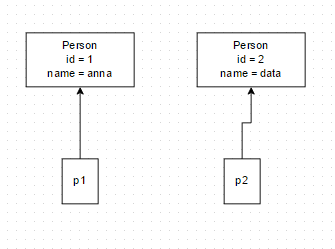 Person
id = 1
name = anna
Person
id = 2
name = data
p1
p2